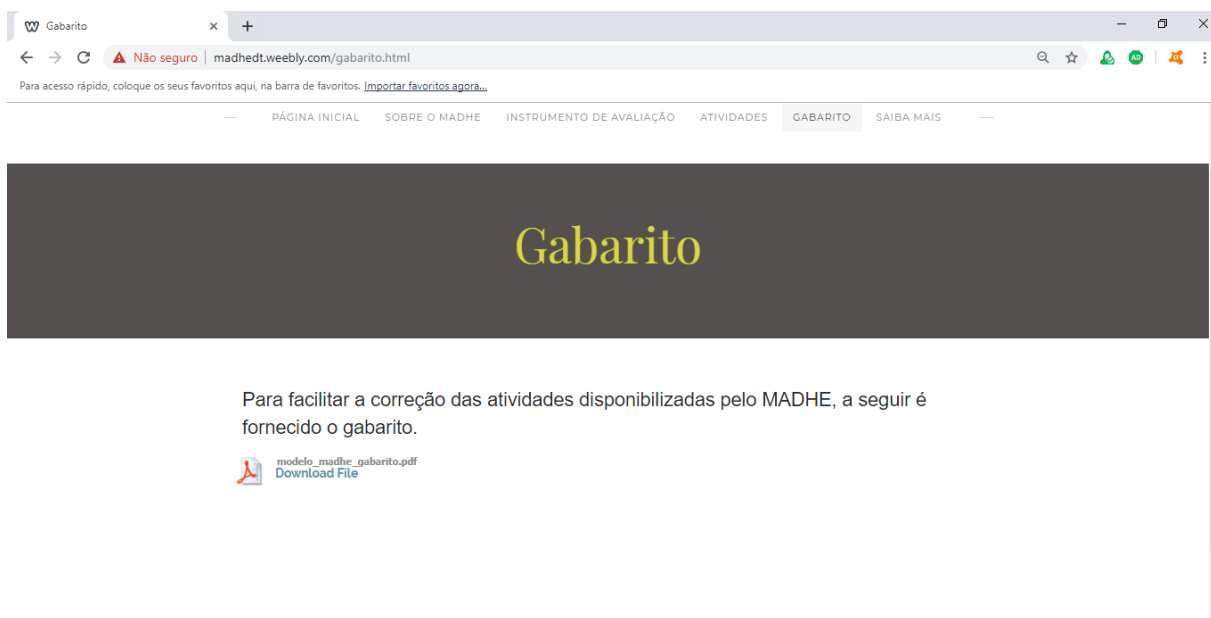 Gabarito
Não seguro | madhedt.weebly.com/gabarito.html
Para acesso rápido, coloque os seus favoritos aqui, na barra de favoritos. Importar favoritos agora...
PÁGINA INICIAL SOBRE O MADHE INSTRUMENTO DE AVALIAÇÃO ATIVIDADES GABARITO SAIBA MAIS
Gabarito
Para facilitar a correção das atividades disponibilizadas pelo MADHE, a seguir é
fornecido o gabarito.
modelo_madhe_gabarito.pdf
Download File